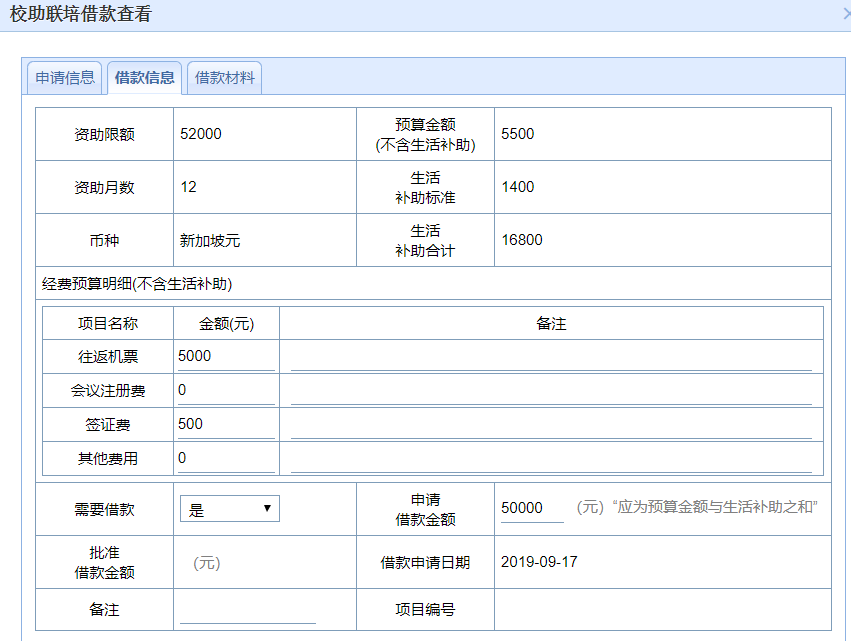 校助联培借款查看
申请信息 借款信息 借款材料
资助限额 52000 预算金额
(不含生活补助) 5500
资助月数 12 生活
补助标准 1400
币种 新加坡元 生活
补助合计 16800
经费预算明细(不含生活补助)
项目名称 金额(元) 备注
往返机票 5000
会议注册费 0
签证费 500
其他费用 0
需要借款 是 申请
借款金额 50000 (元)“应为预算金额与生活补助之和”
批准
借款金额 (元) 借款申请日期 2019-09-17
备注 项目编号